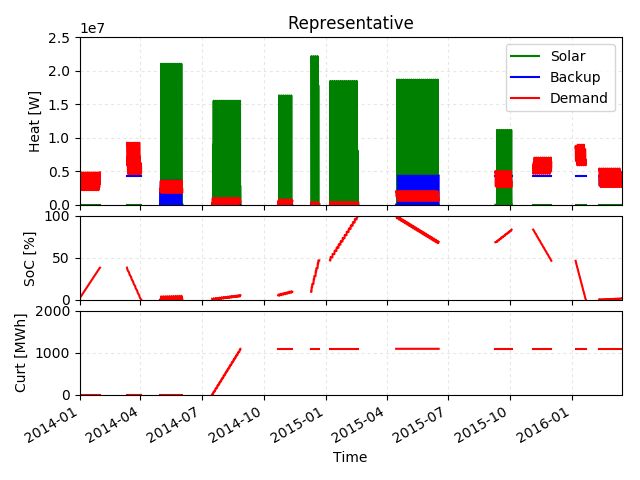 Representative
1e7
2.5
2.0
1.5
1.0
0.5
0.0
Heat [W]
Solar
Backup
Demand
100
50
0
SoC [%]
2000
1000
0
Curt [MWh]
2014-01
2014-04
2014-07
2014-10
2015-01
2015-04
2015-07
2015-10
2016-01
Time